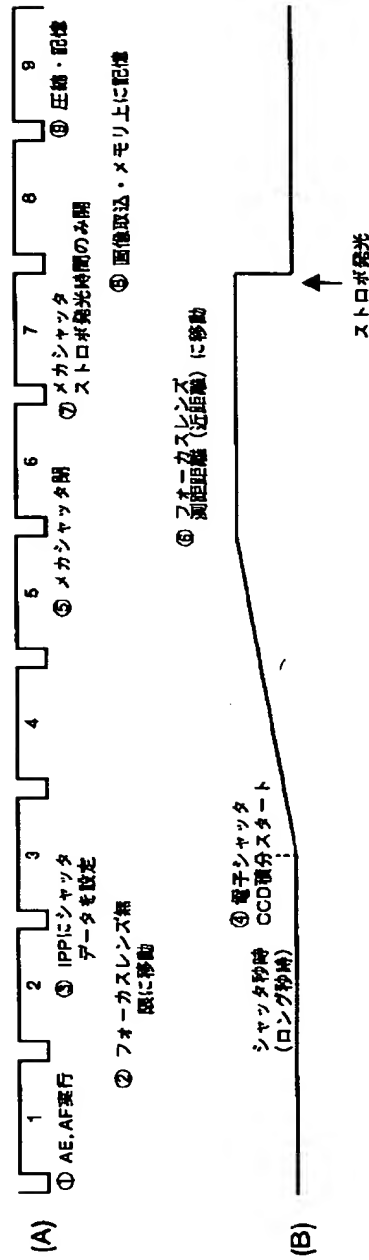 (A)
1
2
3
4
5
6
7
8
9
① AE,AF実行
③ IPPにシャッタ
データを設定
② フォーカスレンズ無
限に移動
⑤ メカシャッタ閉
⑦ メカシャッタ
ストロボ発光時間のみ開
⑧ 画像取込・メモリ上に記憶
⑨ 圧縮・記憶
(B)
シャッタ秒時
(ロング秒時)
④ 電子シャッタ
CCD積分スタート
⑥ フォーカスレンズ
測距距離（近距離）に移動
ストロボ発光